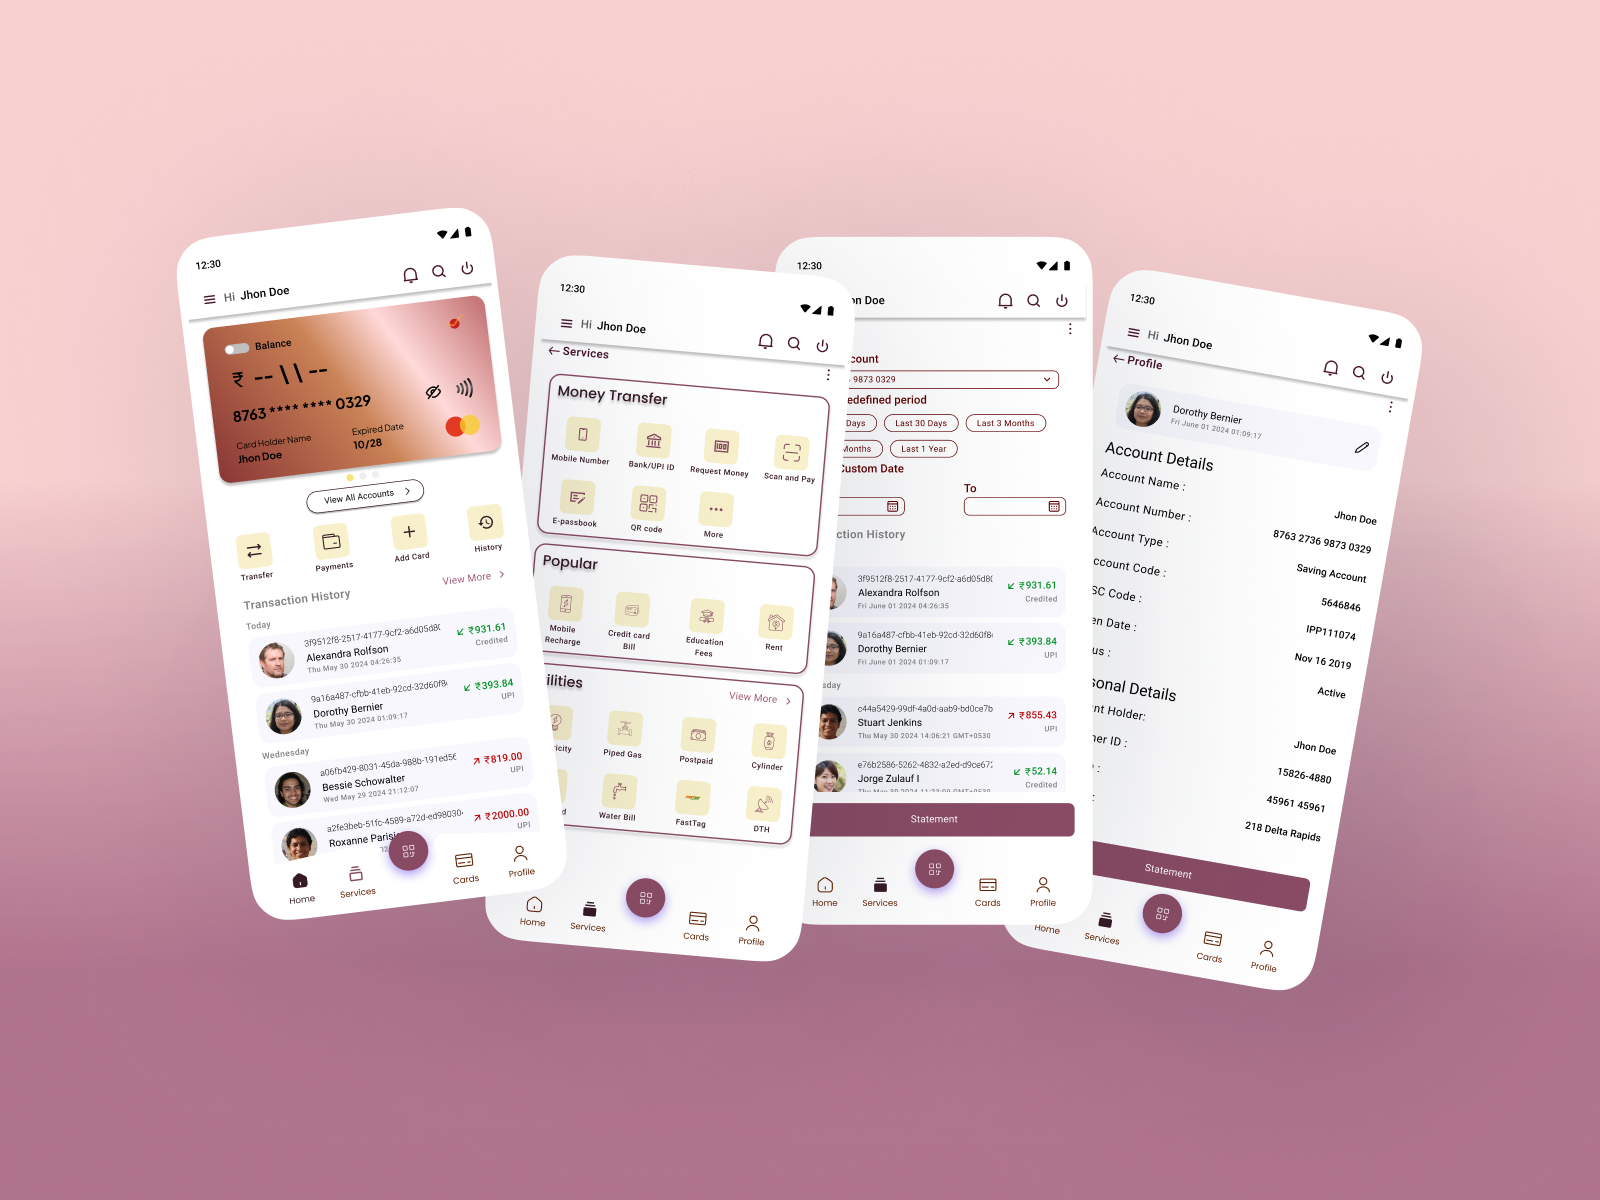 12:30
Hi Jhon Doe
Balance
₹ -- \\ --
8763 **** **** 0329
Card Holder Name
Jhon Doe
Expired Date
10/28
View All Accounts
Transfer
Payments
Add Card
History
View More
Transaction History
Today
3f9512f8-2517-4177-9cf2-a6d05d8(
Alexandra Rolfson
Thu May 30 2024 04:26:35
₹931.61
Credited
9a16a487-cfbb-41eb-92cd-32d60f8
Dorothy Bernier
Thu May 30 2024 01:09:17
₹393.84
UPI
Wednesday
a06fb429-8031-45da-988b-191ed5
Bessie Schowalter
Wed May 29 2024 21:12:07
₹819.00
UPI
a2fe3beb-51fc-4589-a72d-ed98030
Roxanne Parisi
12
₹2000.00
UPI
Home
Services
Cards
Profile
12:30
Hi Jhon Doe
Services
Money Transfer
Mobile Number
Bank/UPI ID
Request Money
Scan and Pay
E-passbook
QR code
More
Popular
Mobile
Recharge
Credit card
Bill
Education
Fees
Rent
ilities
View More
ricity
Piped Gas
Postpaid
Cylinder
d
Water Bill
FastTag
DTH
Home
Services
Cards
Profile
12:30
on Doe
count
9873 0329
edefined period
Days
Last 30 Days
Last 3 Months
Months
Last 1 Year
Custom Date
To
ction History
3f9512f8-2517-4177-9cf2-a6d05d8(
Alexandra Rolfson
Fri June 01 2024 04:26:35
₹931.61
Credited
9a16a487-cfbb-41eb-92cd-32d60f8
Dorothy Bernier
Fri June 01 2024 01:09:17
₹393.84
UPI
sday
c44a5429-99df-4a0d-aab9-bd0ce7b
Stuart Jenkins
Thu May 30 2024 14:06:21 GMT+0530
₹855.43
UPI
e76b2586-5262-4832-a2ed-d9ce672
Jorge Zulauf I
Thu May 30 2024 11:23:09 GMT+0530
₹52.14
Credited
Statement
Home
Services
Cards
Profile
12:30
Hi Jhon Doe
Profile
Dorothy Bernier
Fri June 01 2024 01:09:17
Account Details
Account Name :
Jhon Doe
Account Number :
8763 2736 9873 0329
Account Type :
Saving Account
ccount Code :
5646846
SC Code :
IPP111074
en Date :
Nov 16 2019
us :
Active
sonal Details
nt Holder:
Jhon Doe
ner ID :
15826-4880
:
45961 45961
:
218 Delta Rapids
Statement
Home
Services
Cards
Profile